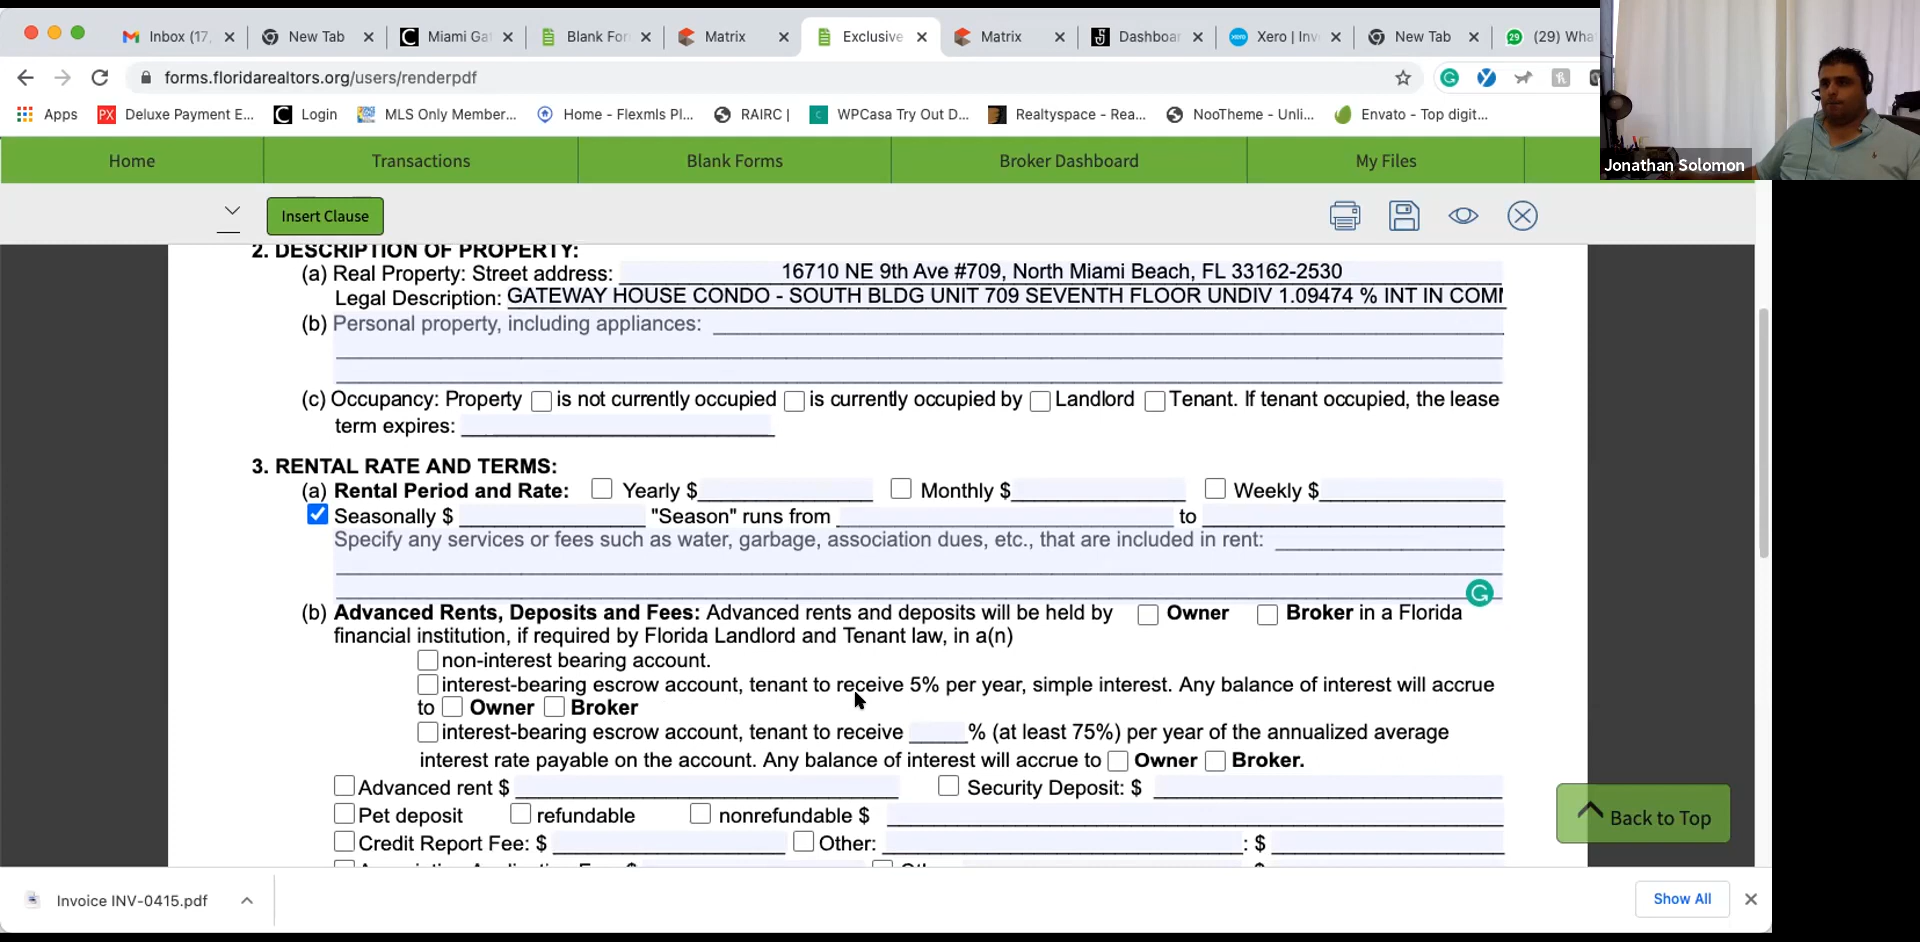 Inbox (17,
New Tab
Miami Ga
Blank For
Matrix
Exclusive
Matrix
Dashboar
Xero | Inv
New Tab
29
(29) Wha
forms.floridarealtors.org/users/renderpdf
Apps
PX
Deluxe Payment E...
Login
MLS Only Member...
Home - Flexmls Pl...
RAIRC |
WPCasa Try Out D...
Realtyspace - Rea...
NooTheme - Unli...
Envato - Top digit...
Jonathan Solomon
Home
Transactions
Blank Forms
Broker Dashboard
My Files
Insert Clause
2. DESCRIPTION OF PROPERTY:
(a) Real Property: Street address: 16710 NE 9th Ave #709, North Miami Beach, FL 33162-2530
Legal Description: GATEWAY HOUSE CONDO - SOUTH BLDG UNIT 709 SEVENTH FLOOR UNDIV 1.09474 % INT IN COM
(b) Personal property, including appliances:
(c) Occupancy: Property is not currently occupied is currently occupied by Landlord Tenant. If tenant occupied, the lease
term expires:
3. RENTAL RATE AND TERMS:
(a) Rental Period and Rate: Yearly $ Monthly $ Weekly $
Seasonally $ "Season" runs from to
Specify any services or fees such as water, garbage, association dues, etc., that are included in rent:
(b) Advanced Rents, Deposits and Fees: Advanced rents and deposits will be held by Owner Broker in a Florida
financial institution, if required by Florida Landlord and Tenant law, in a(n)
non-interest bearing account.
interest-bearing escrow account, tenant to receive 5% per year, simple interest. Any balance of interest will accrue
to Owner Broker
interest-bearing escrow account, tenant to receive % (at least 75%) per year of the annualized average
interest rate payable on the account. Any balance of interest will accrue to Owner Broker.
Advanced rent $ Security Deposit: $
Pet deposit refundable nonrefundable $
Credit Report Fee: $ Other: : $
Back to Top
Invoice INV-0415.pdf
Show All